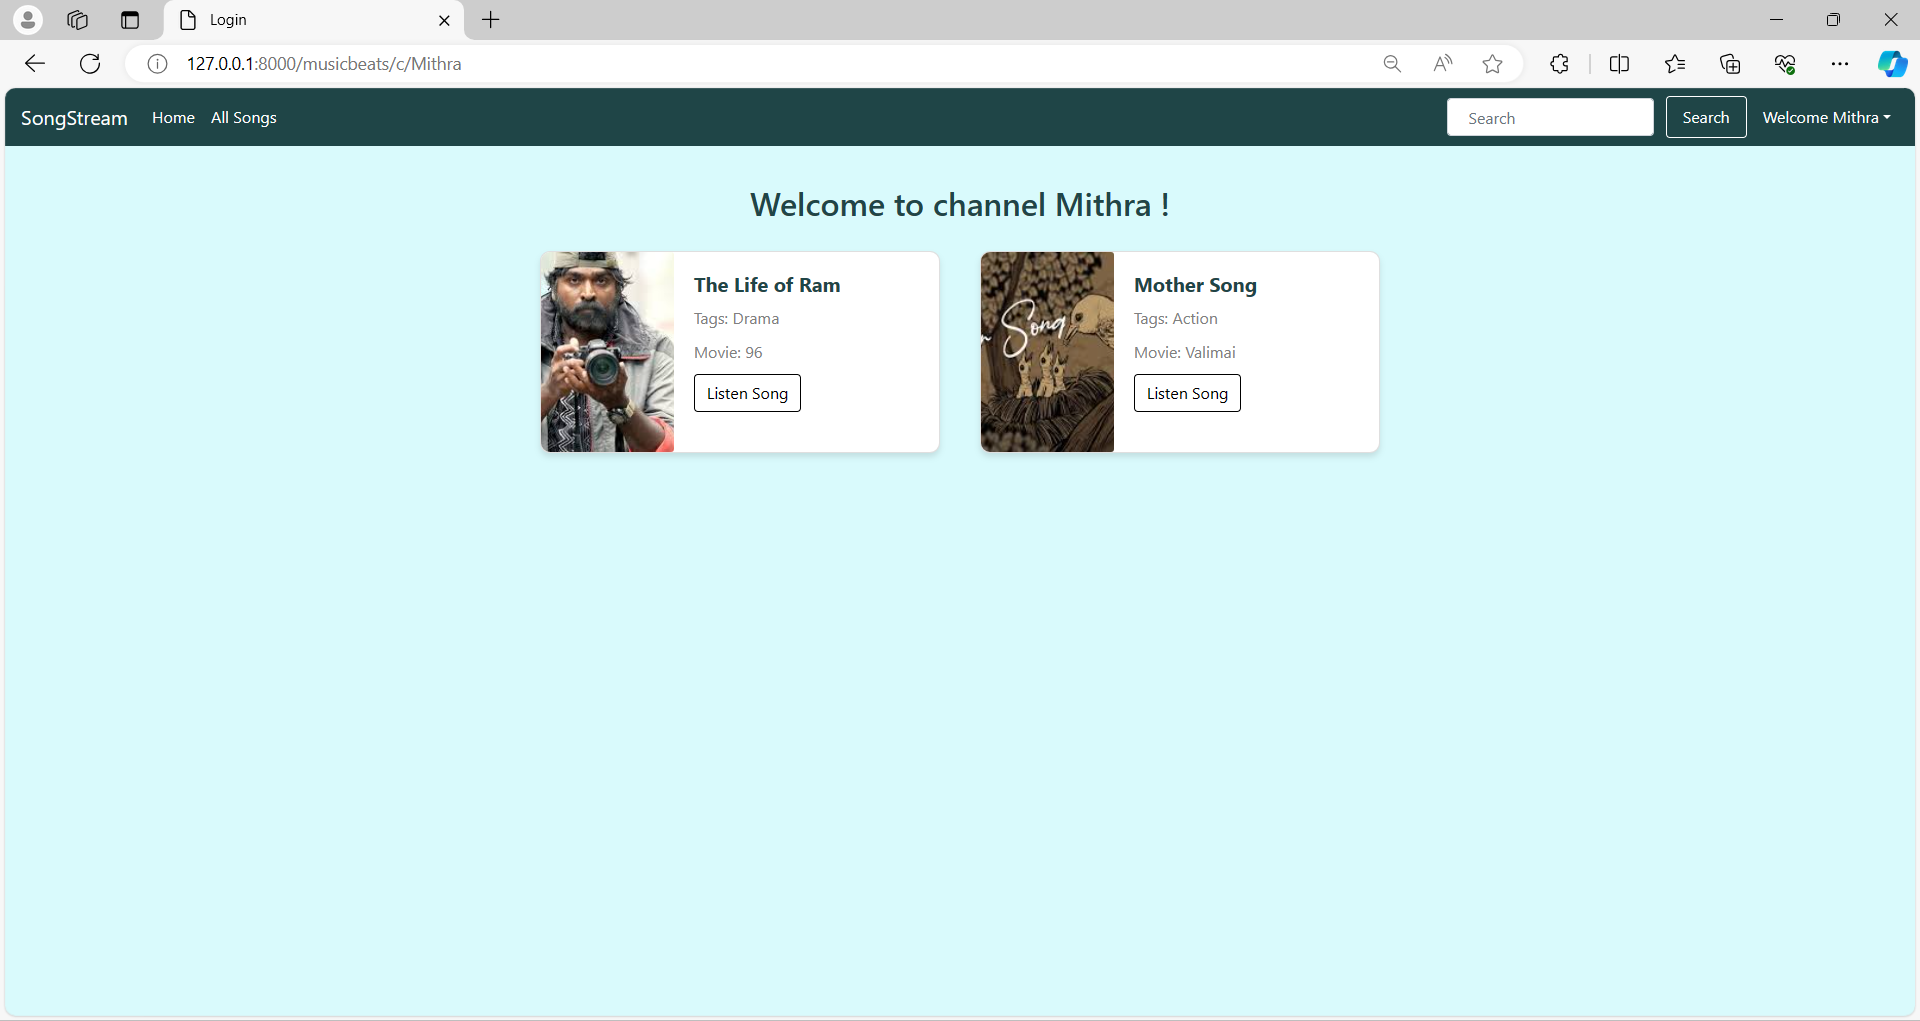 Login
127.0.0.1:8000/musicbeats/c/Mithra
SongStream Home All Songs Search Search Welcome Mithra
Welcome to channel Mithra !
The Life of Ram
Tags: Drama
Movie: 96
Listen Song
Mother Song
Tags: Action
Movie: Valimai
Listen Song
r Song